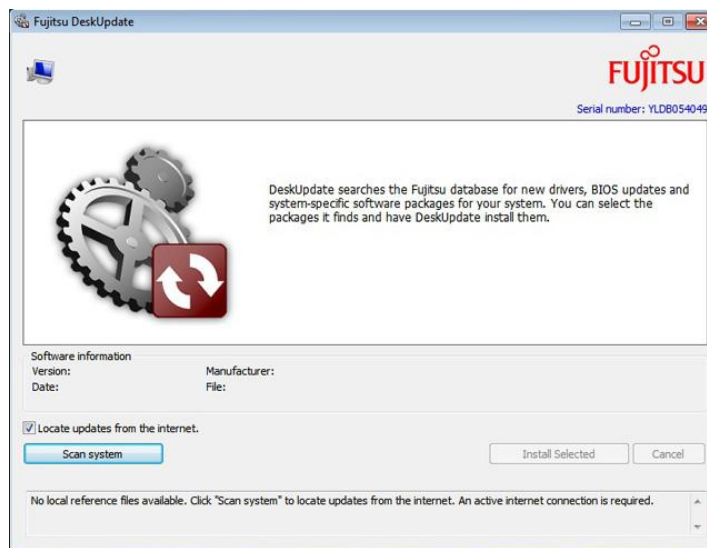 Fujitsu DeskUpdate
FUJITSU
Serial number: YLDB054049
DeskUpdate searches the Fujitsu database for new drivers, BIOS updates and
system-specific software packages for your system. You can select the
packages it finds and have DeskUpdate install them.
Software information
Version:
Manufacturer:
Date:
File:
Locate updates from the internet.
Scan system
Install Selected
Cancel
No local reference files available. Click "Scan system" to locate updates from the internet. An active internet connection is required.